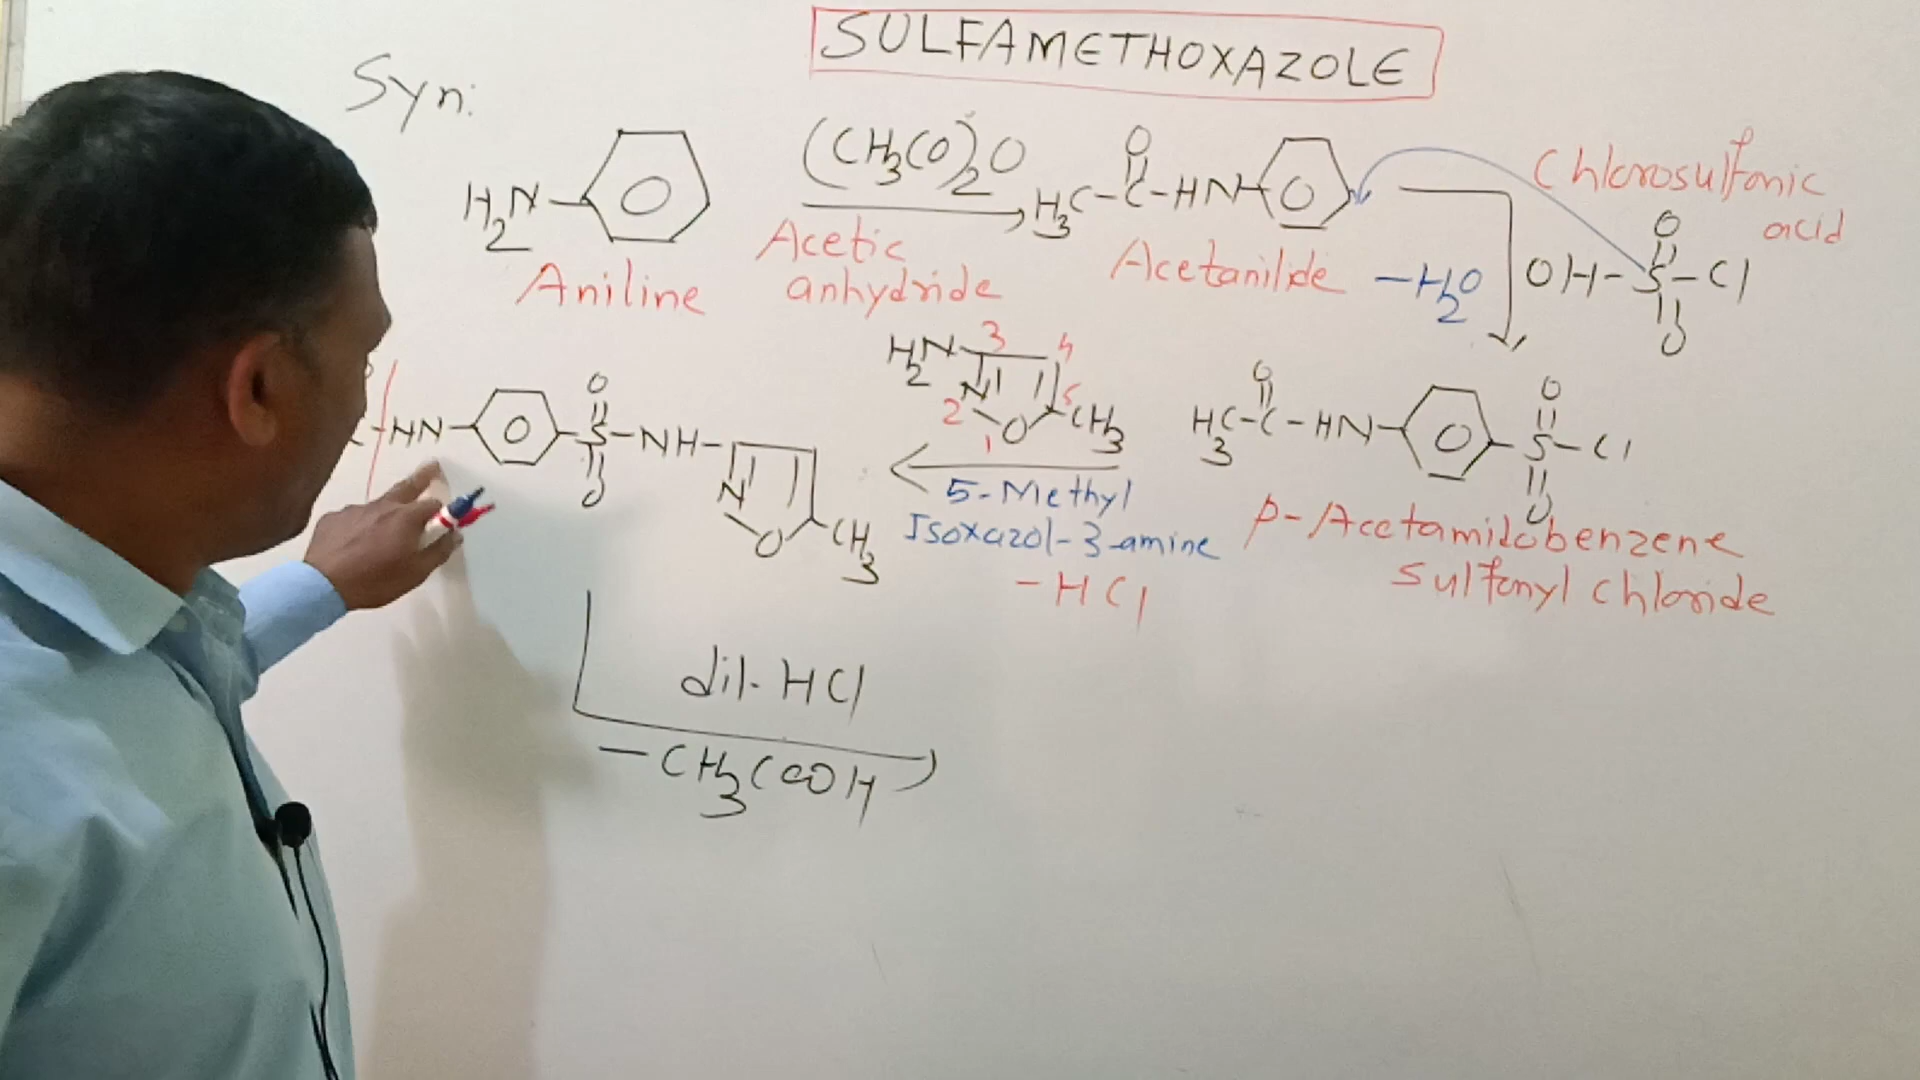 SULFAMETHOXAZOLE
Syn:
H2N
Aniline
(CH3CO)2O
Acetic
anhydride
H3C-C-HN
O
Acetanilide
-H2O
Chlorosulfonic
acid
O
OH-S-Cl
O
O
H3C-C-HN
O
S-Cl
O
p-Acetamidobenzene
Sulfonyl chloride
H2N 3 4
N 5
2 O CH3
1
5-Methyl
Isoxazol-3-amine
-HCl
O
HN S-NH
O
N
O CH3
dil-HCl
-CH3COOH